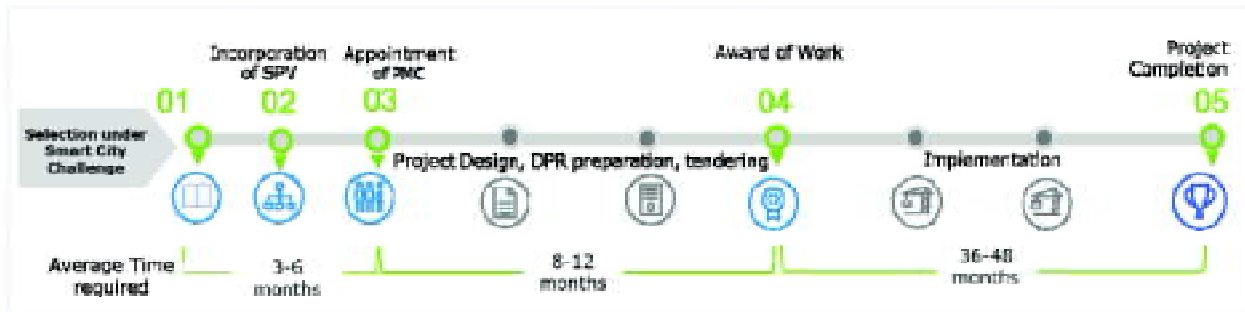 Incorporation
of SPV
Appointment
of PMC
Award of Work
Project
Completion
01
02
03
04
05
Selection under
Smart City
Challenge
Project Design, DPR preparation, tendering
Implementation
Average Time
required
3-6
months
8-12
months
36-48
months